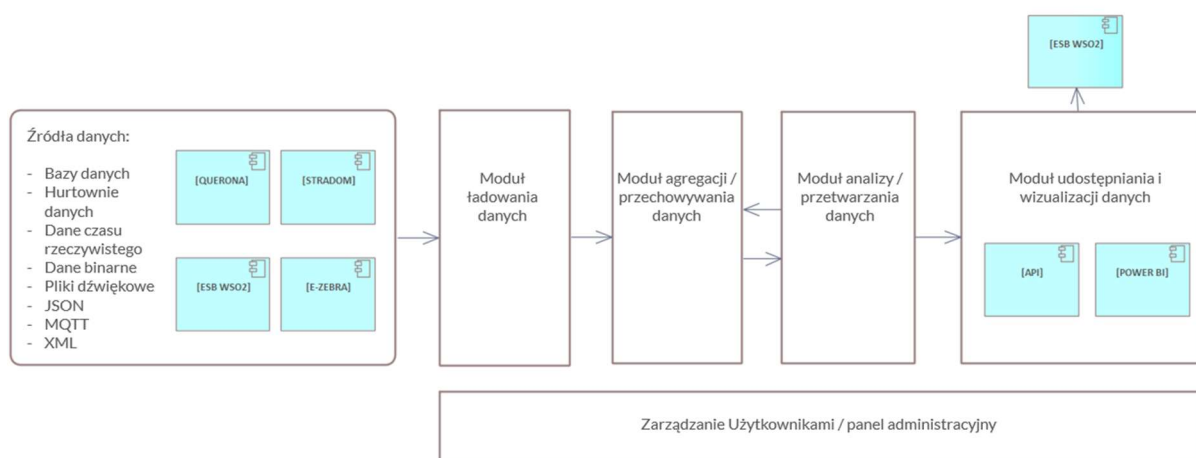 [ESB WSO2]
Źródła danych:
- Bazy danych
- Hurtownie
danych
- Dane czasu
rzeczywistego
- Dane binarne
- Pliki dźwiękowe
- JSON
- MQTT
- XML
[QUERONA]
[STRADOM]
[ESB WSO2]
[E-ZEBRA]
Moduł
ładowania
danych
Moduł agregacji /
przechowywania
danych
Moduł analizy /
przetwarzania
danych
Moduł udostępniania i
wizualizacji danych
[API]
[POWER BI]
Zarządzanie Użytkownikami / panel administracyjny